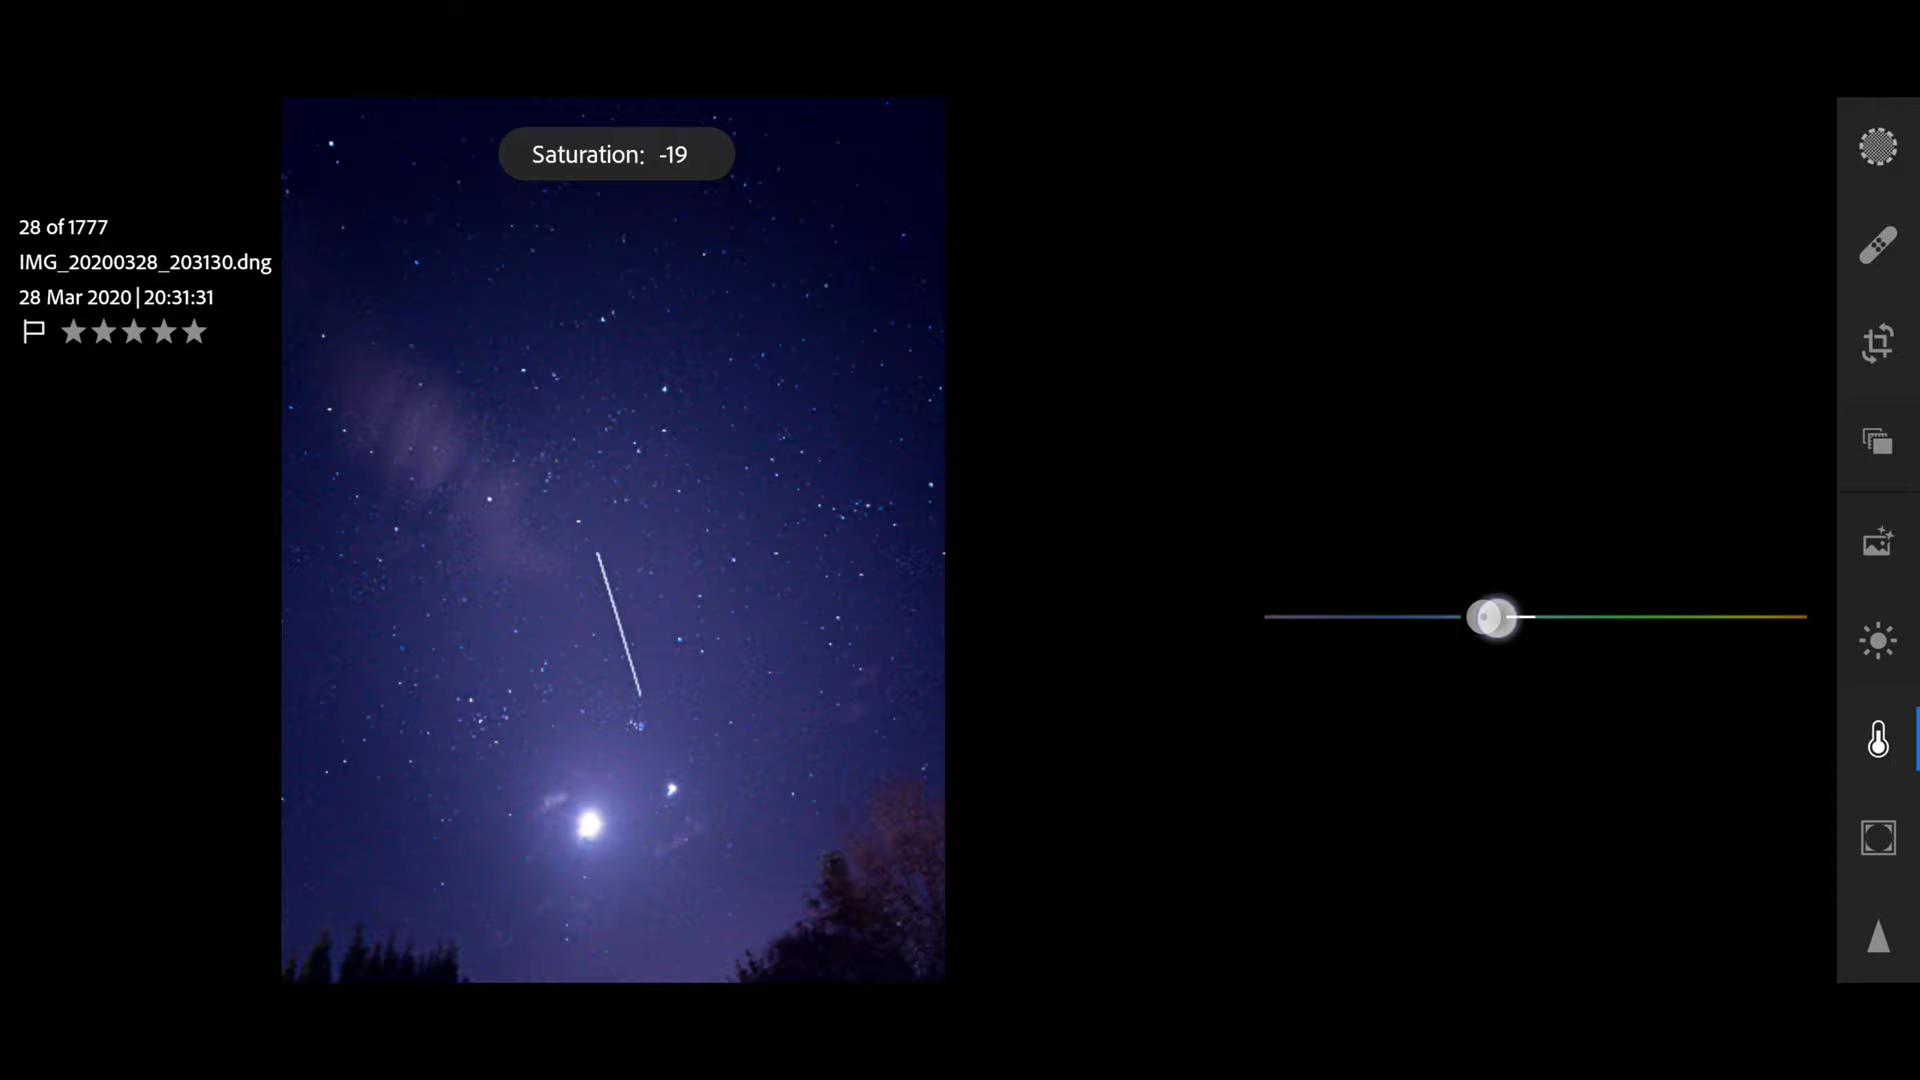 Saturation: -19
28 of 1777
IMG_20200328_203130.dng
28 Mar 2020 | 20:31:31